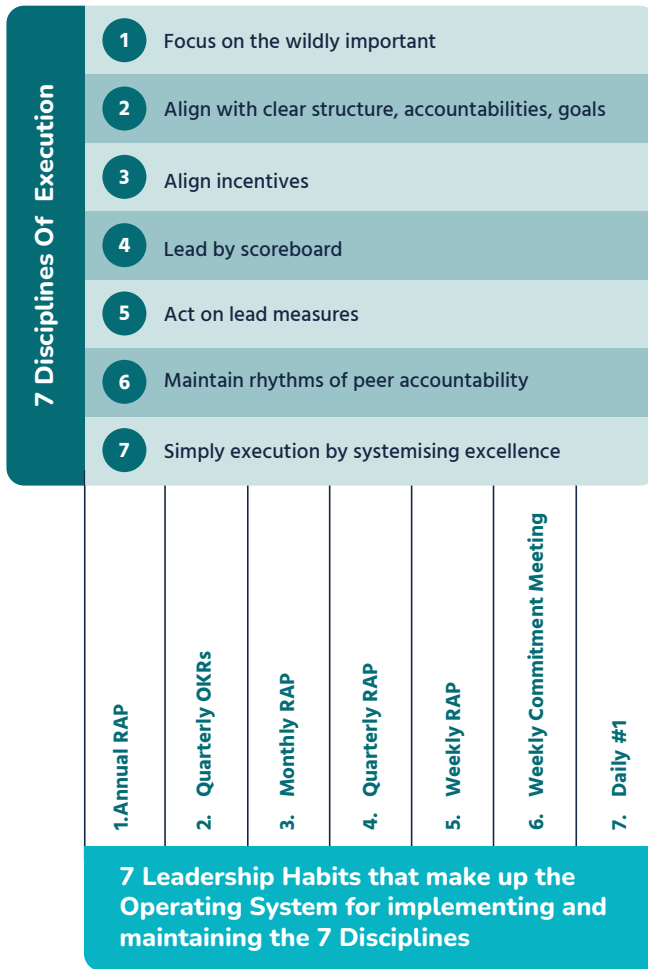 7 Disciplines Of Execution
1 Focus on the wildly important
2 Align with clear structure, accountabilities, goals
3 Align incentives
4 Lead by scoreboard
5 Act on lead measures
6 Maintain rhythms of peer accountability
7 Simply execution by systemising excellence
1.Annual RAP
2. Quarterly OKRs
3. Monthly RAP
4. Quarterly RAP
5. Weekly RAP
6. Weekly Commitment Meeting
7. Daily #1
7 Leadership Habits that make up the
Operating System for implementing and
maintaining the 7 Disciplines